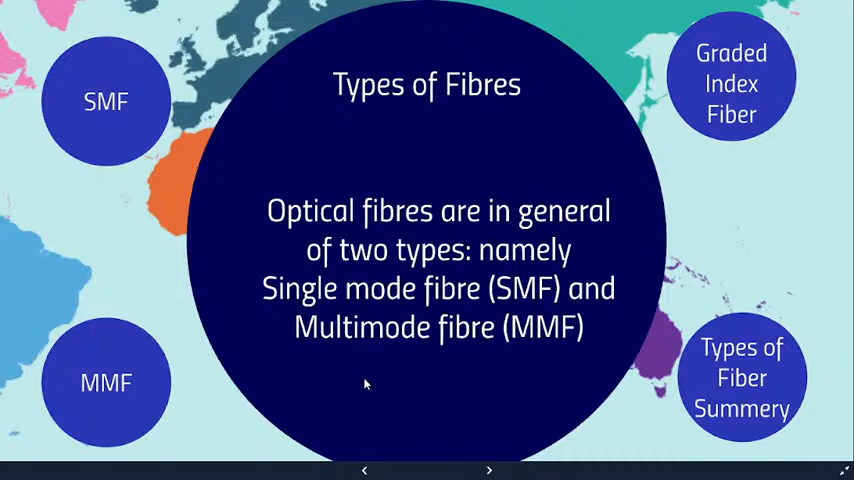 Types of Fibres
Optical fibres are in general
of two types: namely
Single mode fibre (SMF) and
Multimode fibre (MMF)
SMF
MMF
Graded
Index
Fiber
Types of
Fiber
Summery